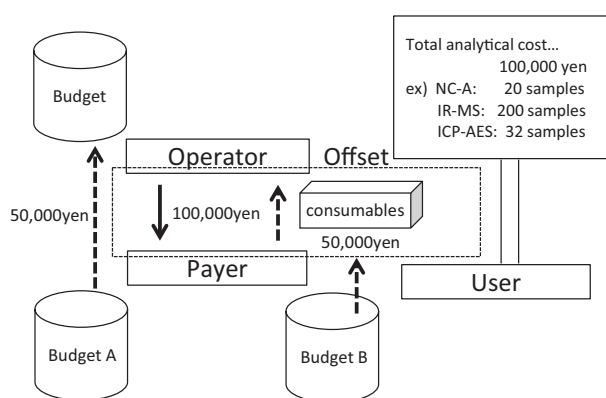 Total analytical cost…
100,000 yen
ex) NC-A: 20 samples
IR-MS: 200 samples
ICP-AES: 32 samples
Budget
Operator Offset
50,000yen
100,000yen
consumables
50,000yen
Payer
User
Budget A
Budget B